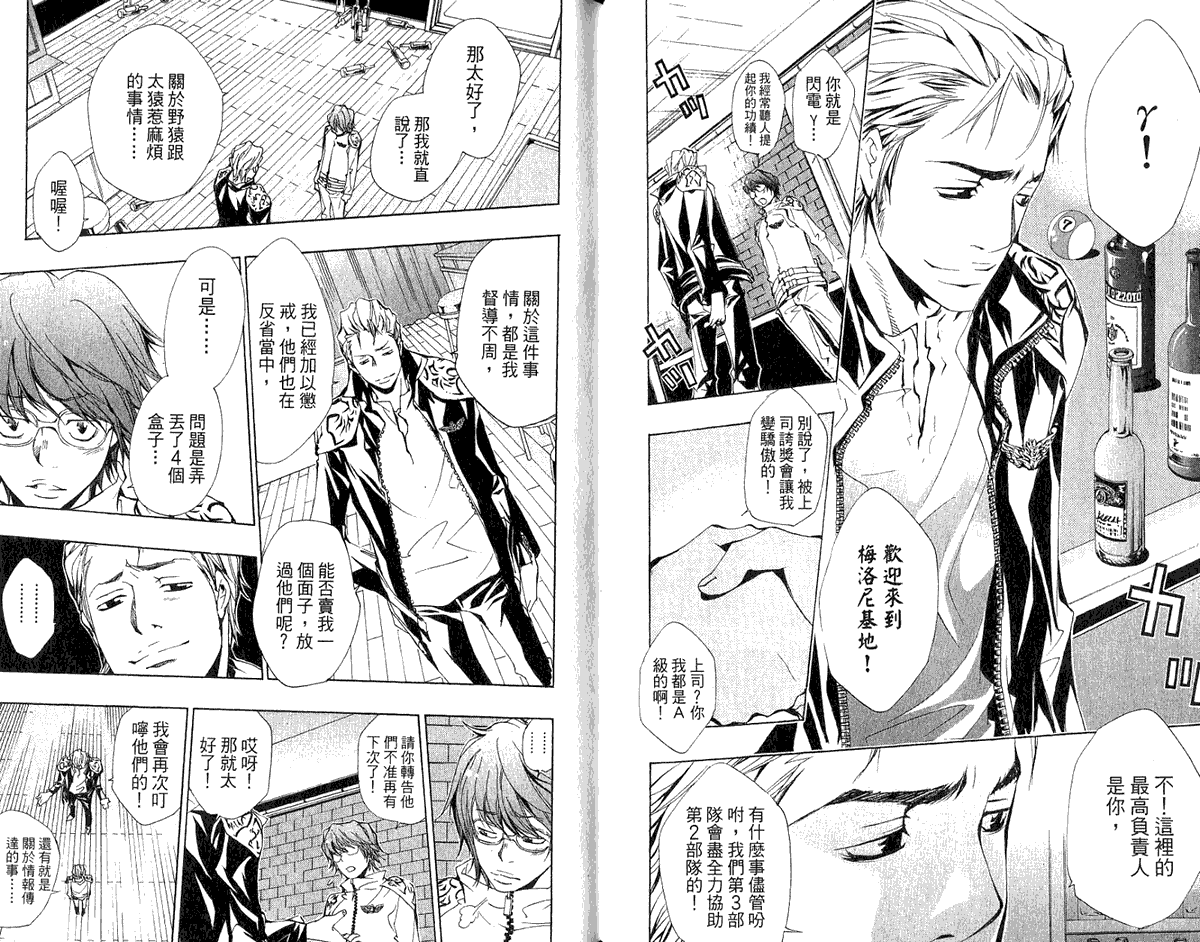 γ！
你就是
閃電γ…
我經常聽人提
起你的功績！
カ
カ
歡迎來到
梅洛尼基地！
別說了，被上
司誇獎會讓我
變驕傲的！
上司？你
我都是A
級的啊！
不！這裡的
最高負責人
是你，
有什麼事儘管吩
咐，我們第3部
隊會盡全力協助
第2部隊的！
那太好了，
那我就直
說了…
關於野猿跟
太猿惹麻煩
的事情……
喔喔！
關於這件事
情，都是我
督導不周，
我已經加以懲
戒，他們也在
反省當中，
能否賣我一
個面子，放
過他們呢？
可是……
問題是弄
丟了4個
盒子…
……
……
請你轉告他
們不准再有
下次了！
哎呀！
那就太
好了！
我會再次叮
嚀他們的！
還有就是
關於情報傳
達的事……
7